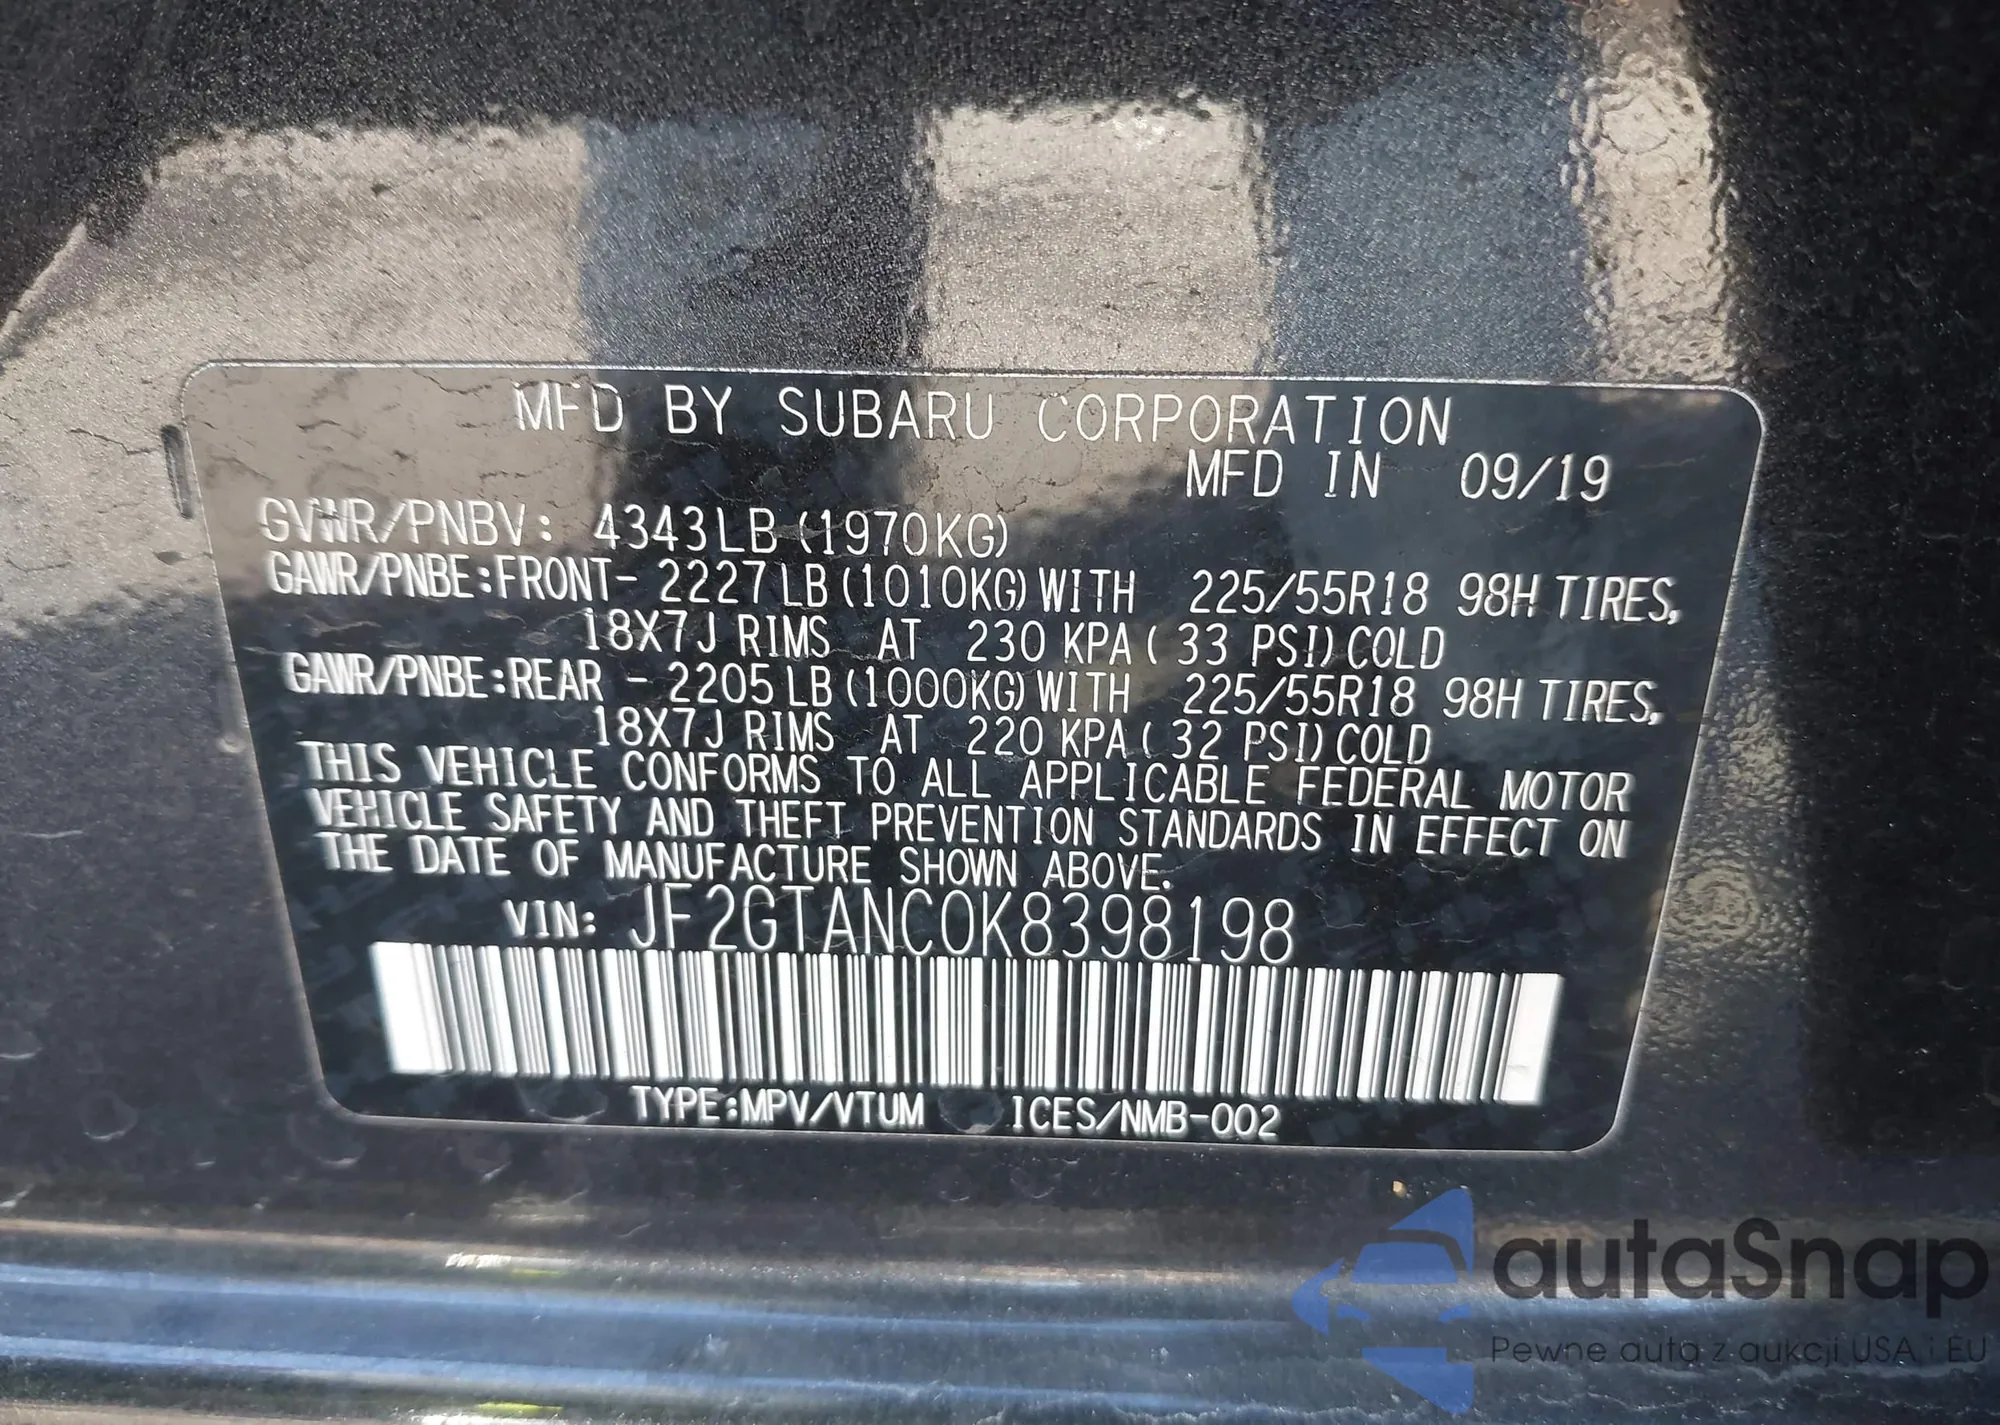 MFD BY SUBARU CORPORATION
MFD IN 09/19
GVWR/PNBV: 4343LB(1970KG)
GAWR/PNBE:FRONT- 2227LB(1010KG)WITH 225/55R18 98H TIRES,
18X7J RIMS AT 230 KPA(33 PSI)COLD
GAWR/PNBE:REAR - 2205LB(1000KG)WITH 225/55R18 98H TIRES,
18X7J RIMS AT 220 KPA(32 PSI)COLD
THIS VEHICLE CONFORMS TO ALL APPLICABLE FEDERAL MOTOR
VEHICLE SAFETY AND THEFT PREVENTION STANDARDS IN EFFECT ON
THE DATE OF MANUFACTURE SHOWN ABOVE.
VIN: JF2GTANC0K8398198
TYPE:MPV/VTUM ICES/NMB-002
autaSnap
Pewne auta z aukcji USA i EU